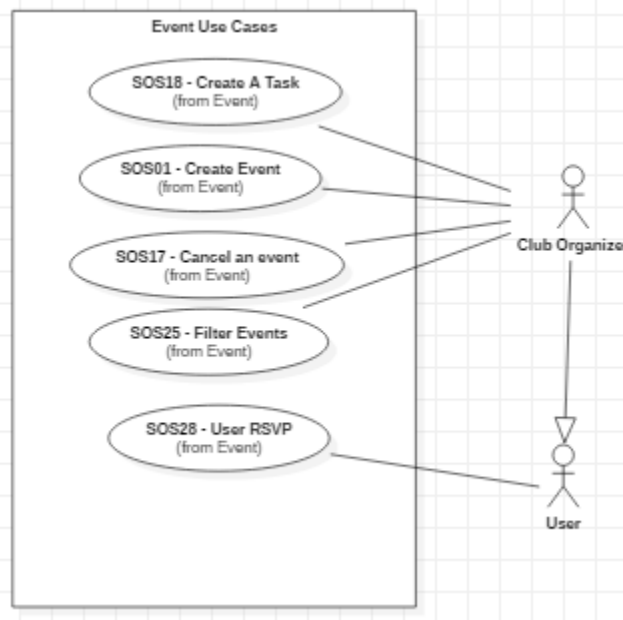 Event Use Cases
SOS18 - Create A Task
(from Event)
SOS01 - Create Event
(from Event)
SOS17 - Cancel an event
(from Event)
Club Organize
SOS25 - Filter Events
(from Event)
SOS28 - User RSVP
(from Event)
User